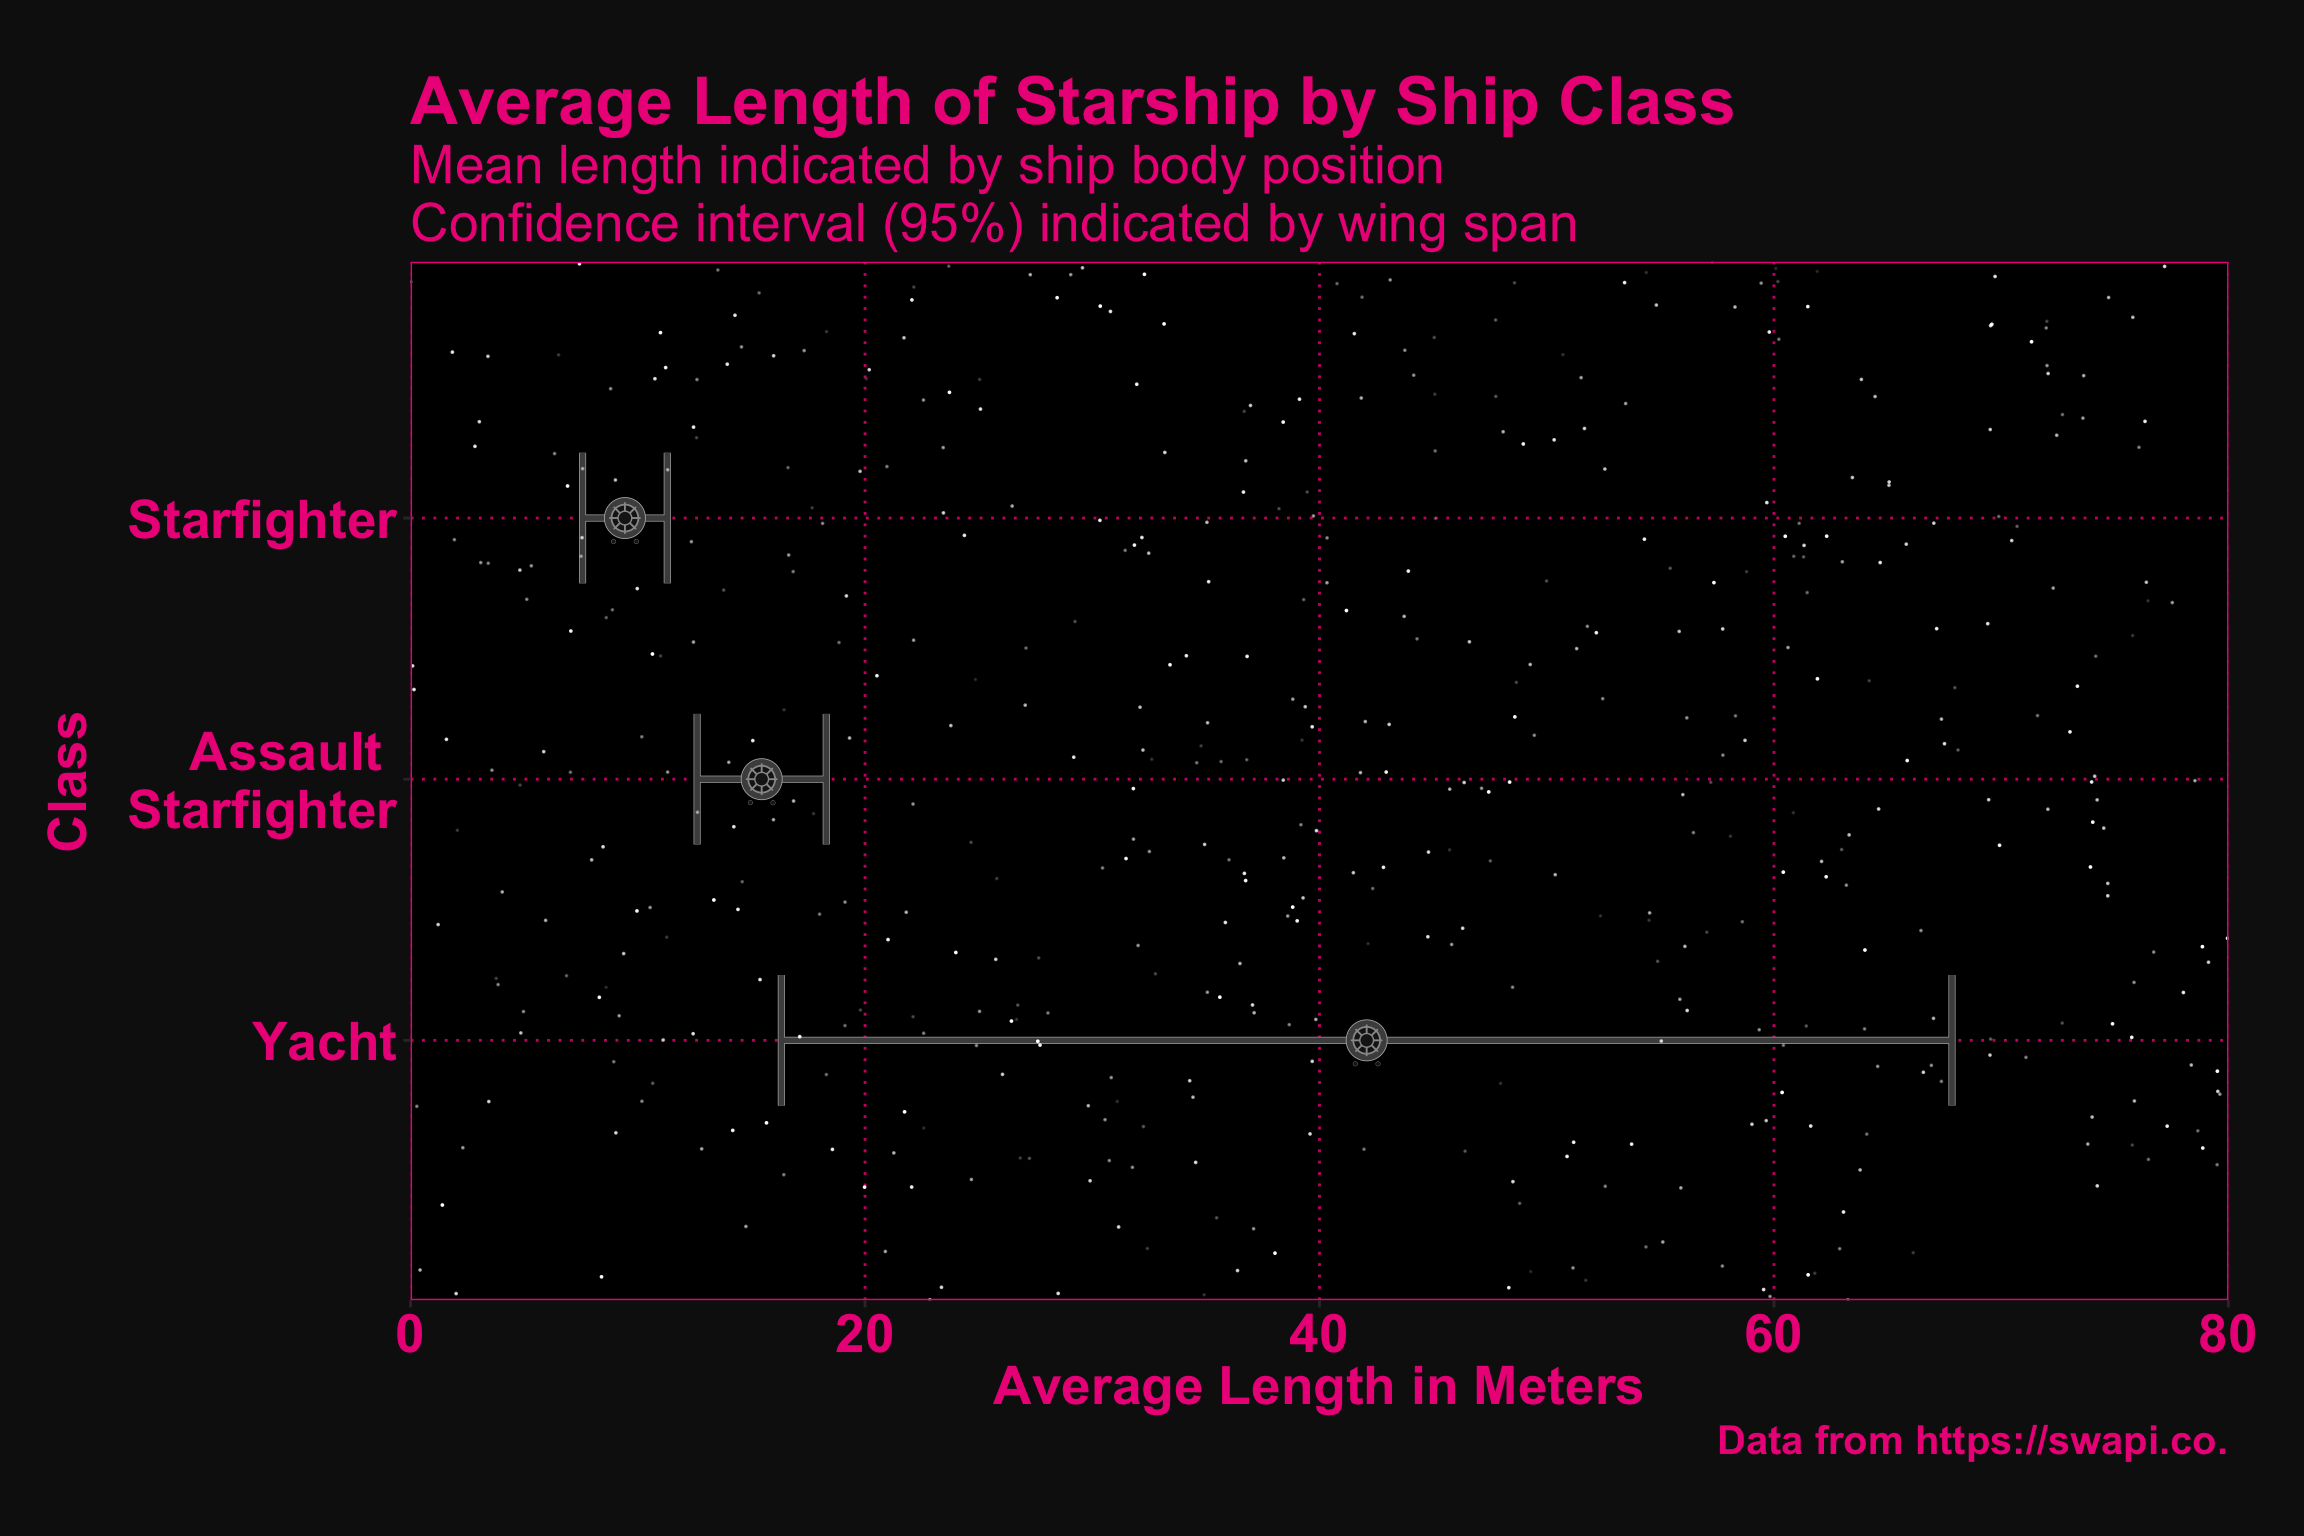 Average Length of Starship by Ship Class
Mean length indicated by ship body position
Confidence interval (95%) indicated by wing span
Starfighter
Assault
Starfighter
Yacht
Class
0 20 40 60 80
Average Length in Meters
Data from https://swapi.co.